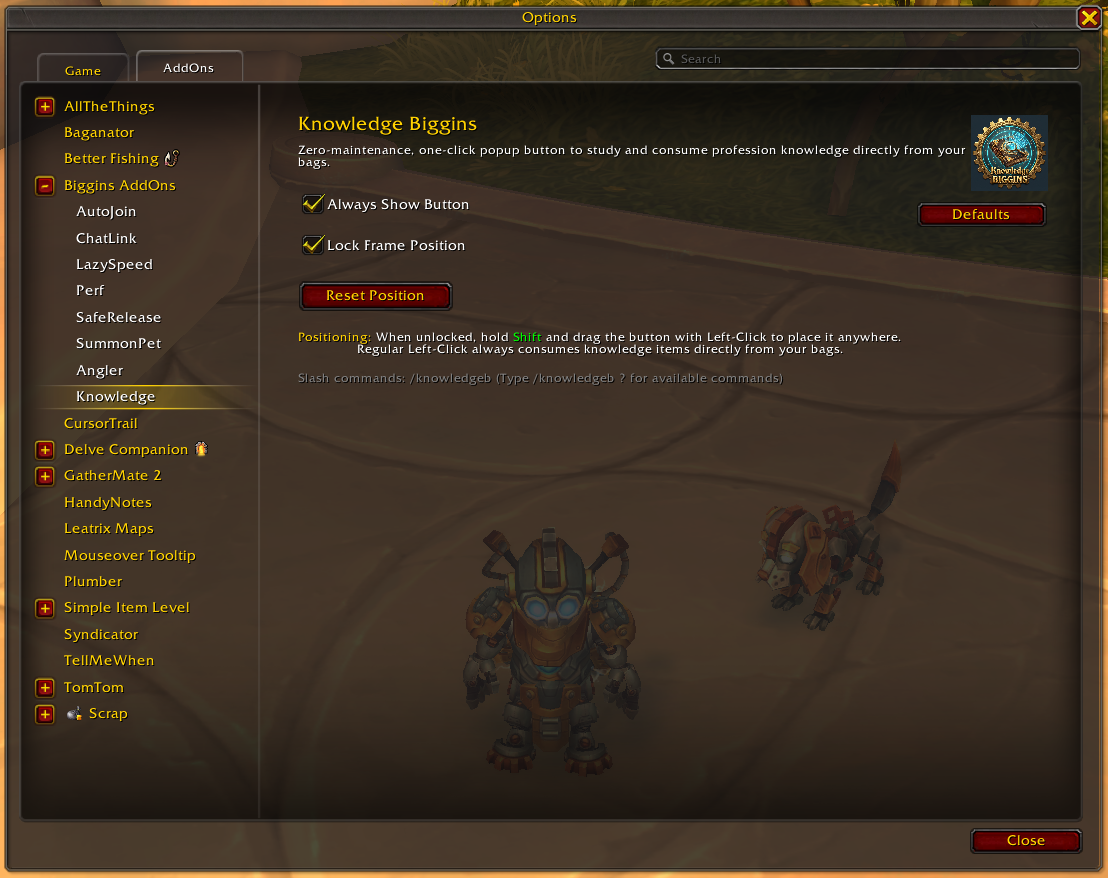 Options
Game
AddOns
Search
AllTheThings
Baganator
Better Fishing
Biggins AddOns
AutoJoin
ChatLink
LazySpeed
Perf
SafeRelease
SummonPet
Angler
Knowledge
CursorTrail
Delve Companion
GatherMate 2
HandyNotes
Leatrix Maps
Mouseover Tooltip
Plumber
Simple Item Level
Syndicator
TellMeWhen
TomTom
Scrap
Knowledge Biggins
Zero-maintenance, one-click popup button to study and consume profession knowledge directly from your
bags.
Knowledge
BIGGINS
Defaults
Always Show Button
Lock Frame Position
Reset Position
Positioning: When unlocked, hold Shift and drag the button with Left-Click to place it anywhere.
Regular Left-Click always consumes knowledge items directly from your bags.
Slash commands: /knowledgeb (Type /knowledgeb ? for available commands)
Close